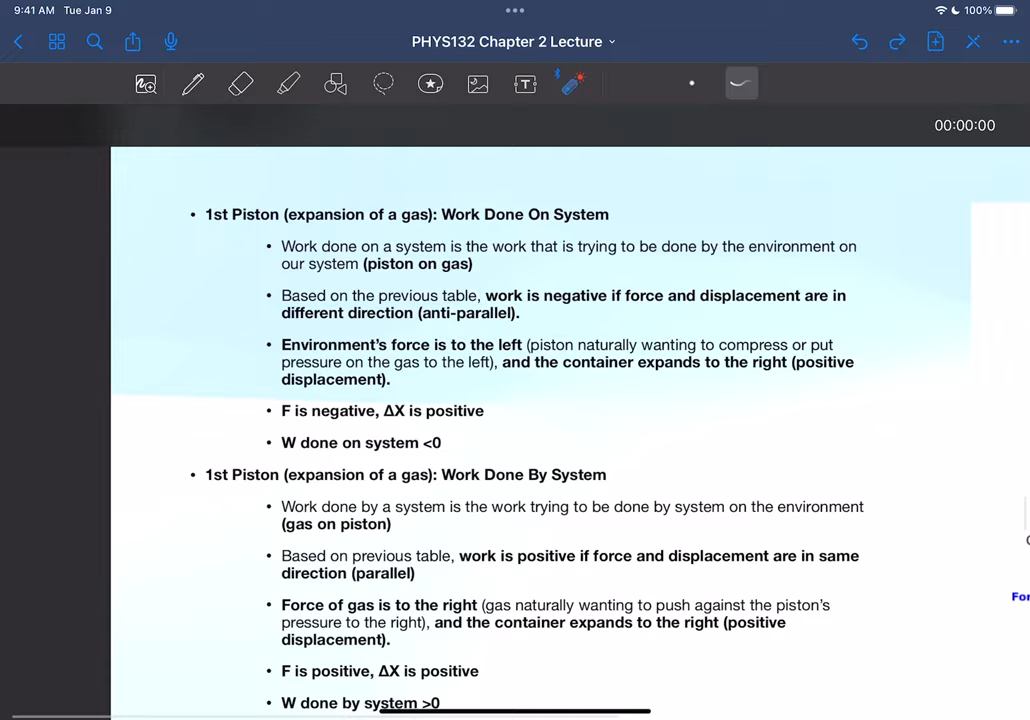 9:41 AM Tue Jan 9
100%
PHYS132 Chapter 2 Lecture
00:00:00
• 1st Piston (expansion of a gas): Work Done On System
• Work done on a system is the work that is trying to be done by the environment on
our system (piston on gas)
• Based on the previous table, work is negative if force and displacement are in
different direction (anti-parallel).
• Environment's force is to the left (piston naturally wanting to compress or put
pressure on the gas to the left), and the container expands to the right (positive
displacement).
• F is negative, ΔX is positive
• W done on system <0
• 1st Piston (expansion of a gas): Work Done By System
• Work done by a system is the work trying to be done by system on the environment
(gas on piston)
• Based on previous table, work is positive if force and displacement are in same
direction (parallel)
• Force of gas is to the right (gas naturally wanting to push against the piston's
pressure to the right), and the container expands to the right (positive
displacement).
• F is positive, ΔX is positive
• W done by system >0